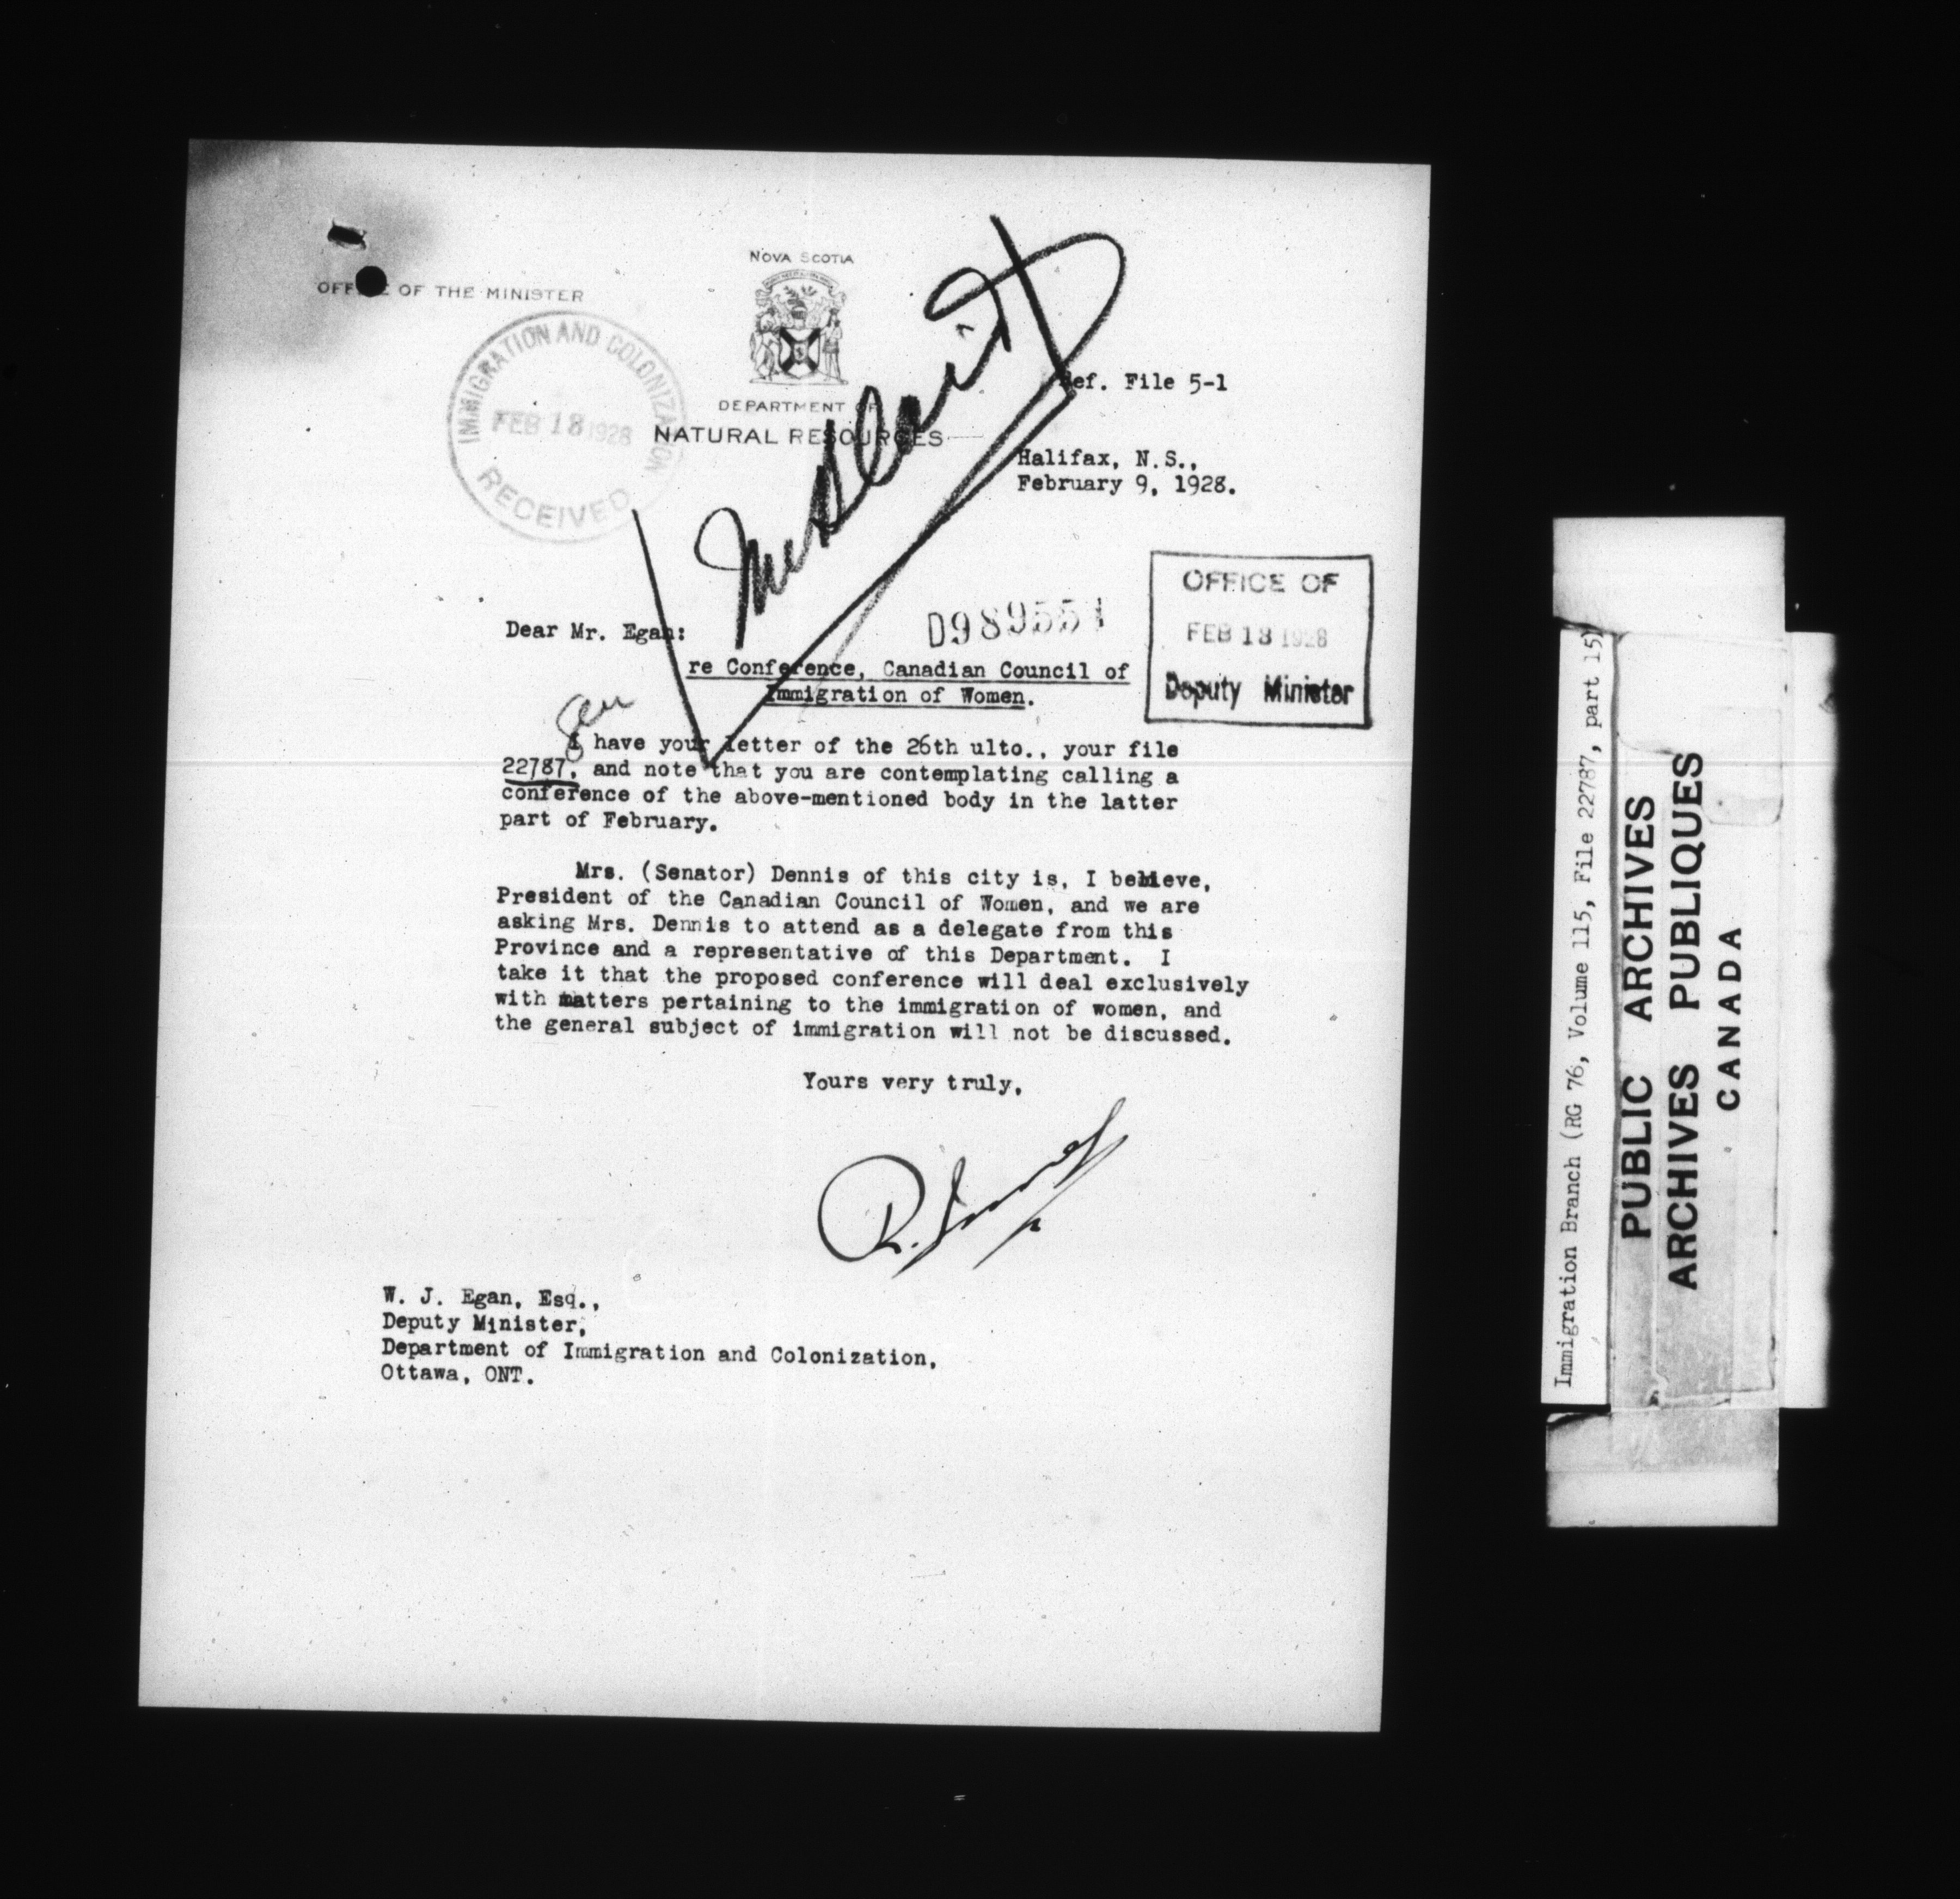 NOVA SCOTIA
OFFICE OF THE MINISTER
IMMIGRATION AND COLONIZATION
FEB 18 1928
RECEIVED
DEPARTMENT OF
NATURAL RESOURCES
Ref. File 5-1
Halifax, N.S.,
February 9, 1928.
OFFICE OF
FEB 18 1928
Deputy Minister
D989551
Dear Mr. Egan:
re Conference, Canadian Council of
Immigration of Women.
I have your letter of the 26th ulto., your file
22787, and note that you are contemplating calling a
conference of the above-mentioned body in the latter
part of February.
Mrs. (Senator) Dennis of this city is, I believe,
President of the Canadian Council of Women, and we are
asking Mrs. Dennis to attend as a delegate from this
Province and a representative of this Department. I
take it that the proposed conference will deal exclusively
with matters pertaining to the immigration of women, and
the general subject of immigration will not be discussed.
Yours very truly,
W. J. Egan, Esq.,
Deputy Minister,
Department of Immigration and Colonization,
Ottawa, ONT.
Immigration Branch (RG 76, Volume 115, File 22787, part 15)
PUBLIC ARCHIVES
ARCHIVES PUBLIQUES
CANADA